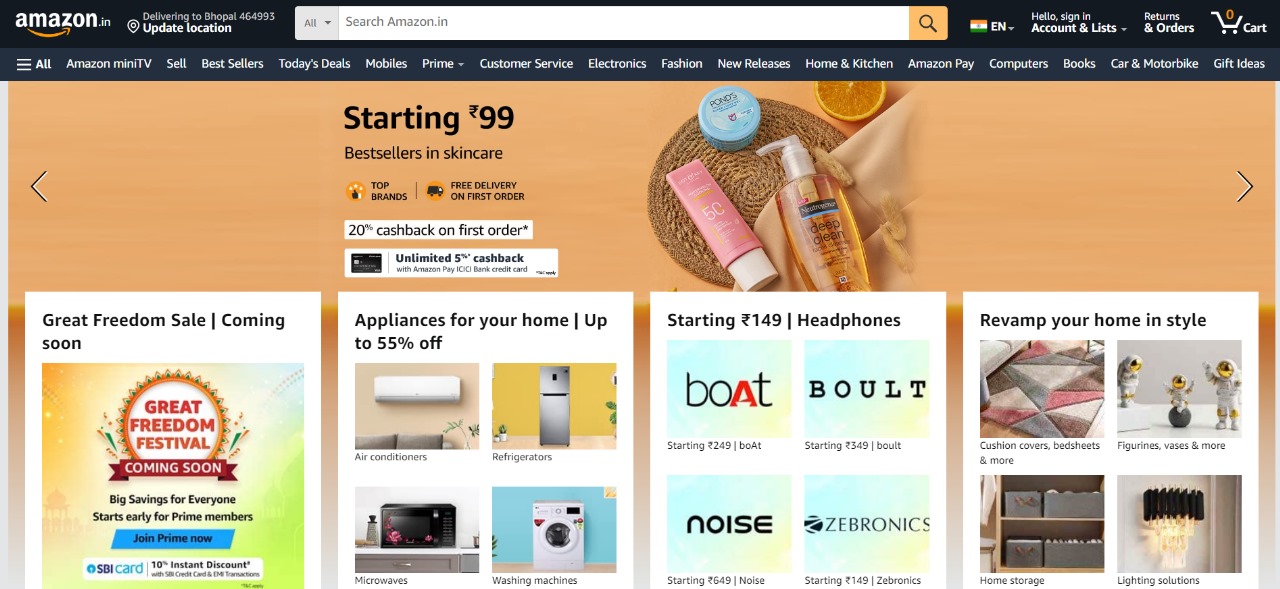 amazon.in
Delivering to Bhopal 464993
Update location
All
Search Amazon.in
EN
Hello, sign in
Account & Lists
Returns
& Orders
0
Cart
All
Amazon miniTV
Sell
Best Sellers
Today's Deals
Mobiles
Prime
Customer Service
Electronics
Fashion
New Releases
Home & Kitchen
Amazon Pay
Computers
Books
Car & Motorbike
Gift Ideas
Starting ₹99
Bestsellers in skincare
TOP
BRANDS
FREE DELIVERY
ON FIRST ORDER
20% cashback on first order*
Unlimited 5%* cashback
with Amazon Pay ICICI Bank credit card
*T&C apply
POND'S
50
Neutrogena
deep
clean
Great Freedom Sale | Coming
soon
GREAT
FREEDOM
FESTIVAL
COMING SOON
Big Savings for Everyone
Starts early for Prime members
Join Prime now
SBI card
10% Instant Discount#
with SBI Credit Card & EMI Transactions
*T&C apply
Appliances for your home | Up
to 55% off
Air conditioners
Refrigerators
Microwaves
Washing machines
Starting ₹149 | Headphones
boAt
BOULT
Starting ₹249 | boAt
Starting ₹349 | boult
NOISE
ZEBRONICS
Starting ₹649 | Noise
Starting ₹149 | Zebronics
Revamp your home in style
Cushion covers, bedsheets
& more
Figurines, vases & more
Home storage
Lighting solutions